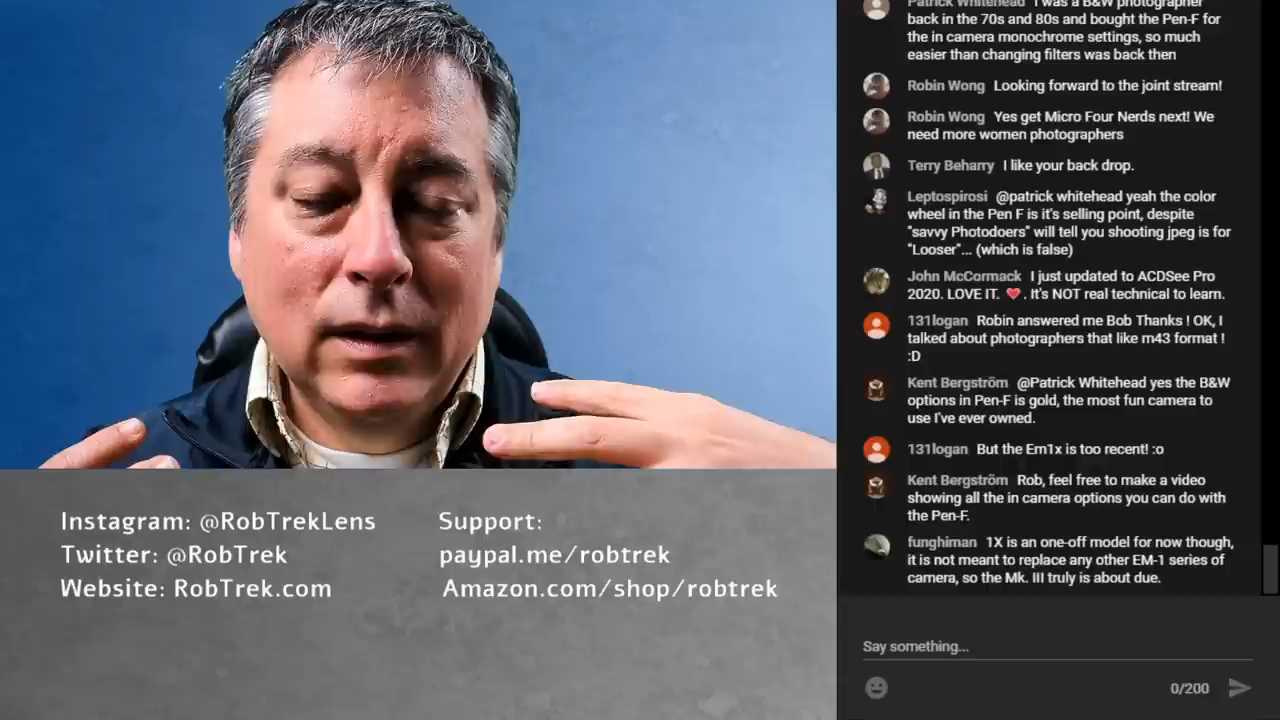 Instagram: @RobTrekLens
Twitter: @RobTrek
Website: RobTrek.com
Support:
paypal.me/robtrek
Amazon.com/shop/robtrek
Patrick Whitehead I was a B&W photographer
back in the 70s and 80s and bought the Pen-F for
the in camera monochrome settings, so much
easier than changing filters was back then
Robin Wong Looking forward to the joint stream!
Robin Wong Yes get Micro Four Nerds next! We
need more women photographers
Terry Beharry I like your back drop.
Leptospirosi @patrick whitehead yeah the color
wheel in the Pen F is it's selling point, despite
"savvy Photodoers" will tell you shooting jpeg is for
"Looser"... (which is false)
John McCormack I just updated to ACDSee Pro
2020. LOVE IT. ❤️. It's NOT real technical to learn.
131logan Robin answered me Bob Thanks ! OK, I
talked about photographers that like m43 format !
:D
Kent Bergström @Patrick Whitehead yes the B&W
options in Pen-F is gold, the most fun camera to
use I've ever owned.
131logan But the Em1x is too recent! :o
Kent Bergström Rob, feel free to make a video
showing all the in camera options you can do with
the Pen-F.
funghiman 1X is an one-off model for now though,
it is not meant to replace any other EM-1 series of
camera, so the Mk. III truly is about due.
Say something...
0/200